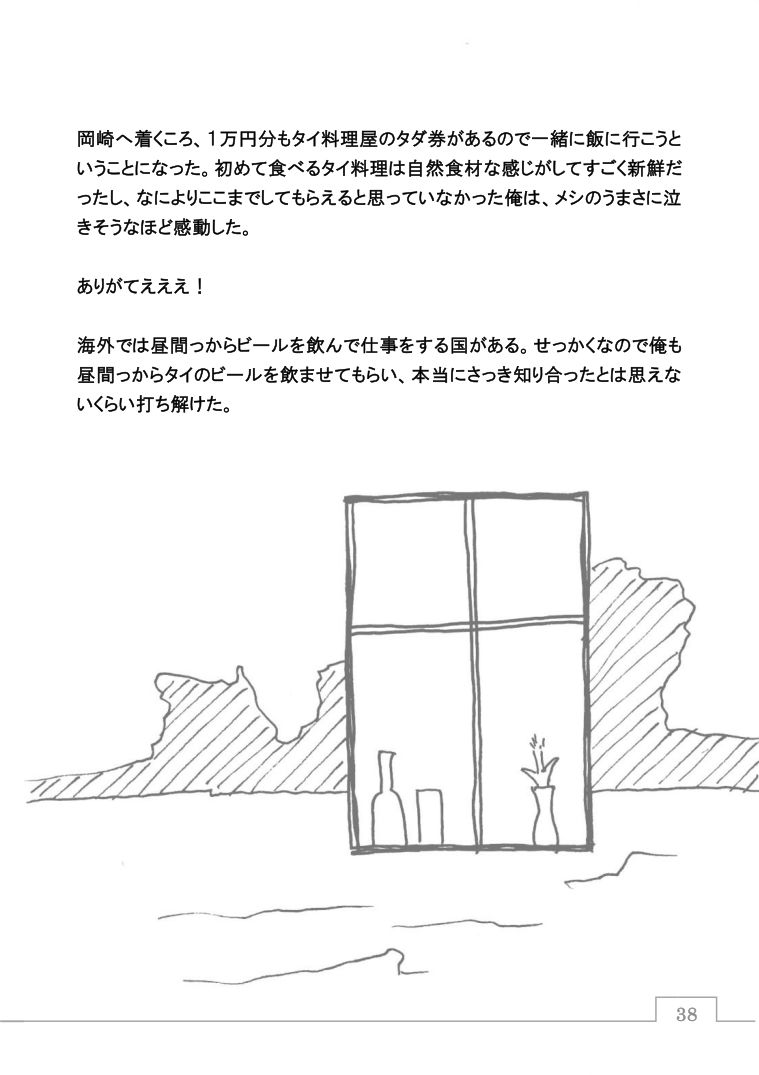 岡崎へ着くころ、１万円分もタイ料理屋のタダ券があるので一緒に飯に行こうと
いうことになった。初めて食べるタイ料理は自然食材な感じがしてすごく新鮮だ
ったし、なによりここまでしてもらえると思っていなかった俺は、メシのうまさに泣
きそうなほど感動した。
ありがてえええ！
海外では昼間っからビールを飲んで仕事をする国がある。せっかくなので俺も
昼間っからタイのビールを飲ませてもらい、本当にさっき知り合ったとは思えな
いくらい打ち解けた。
38